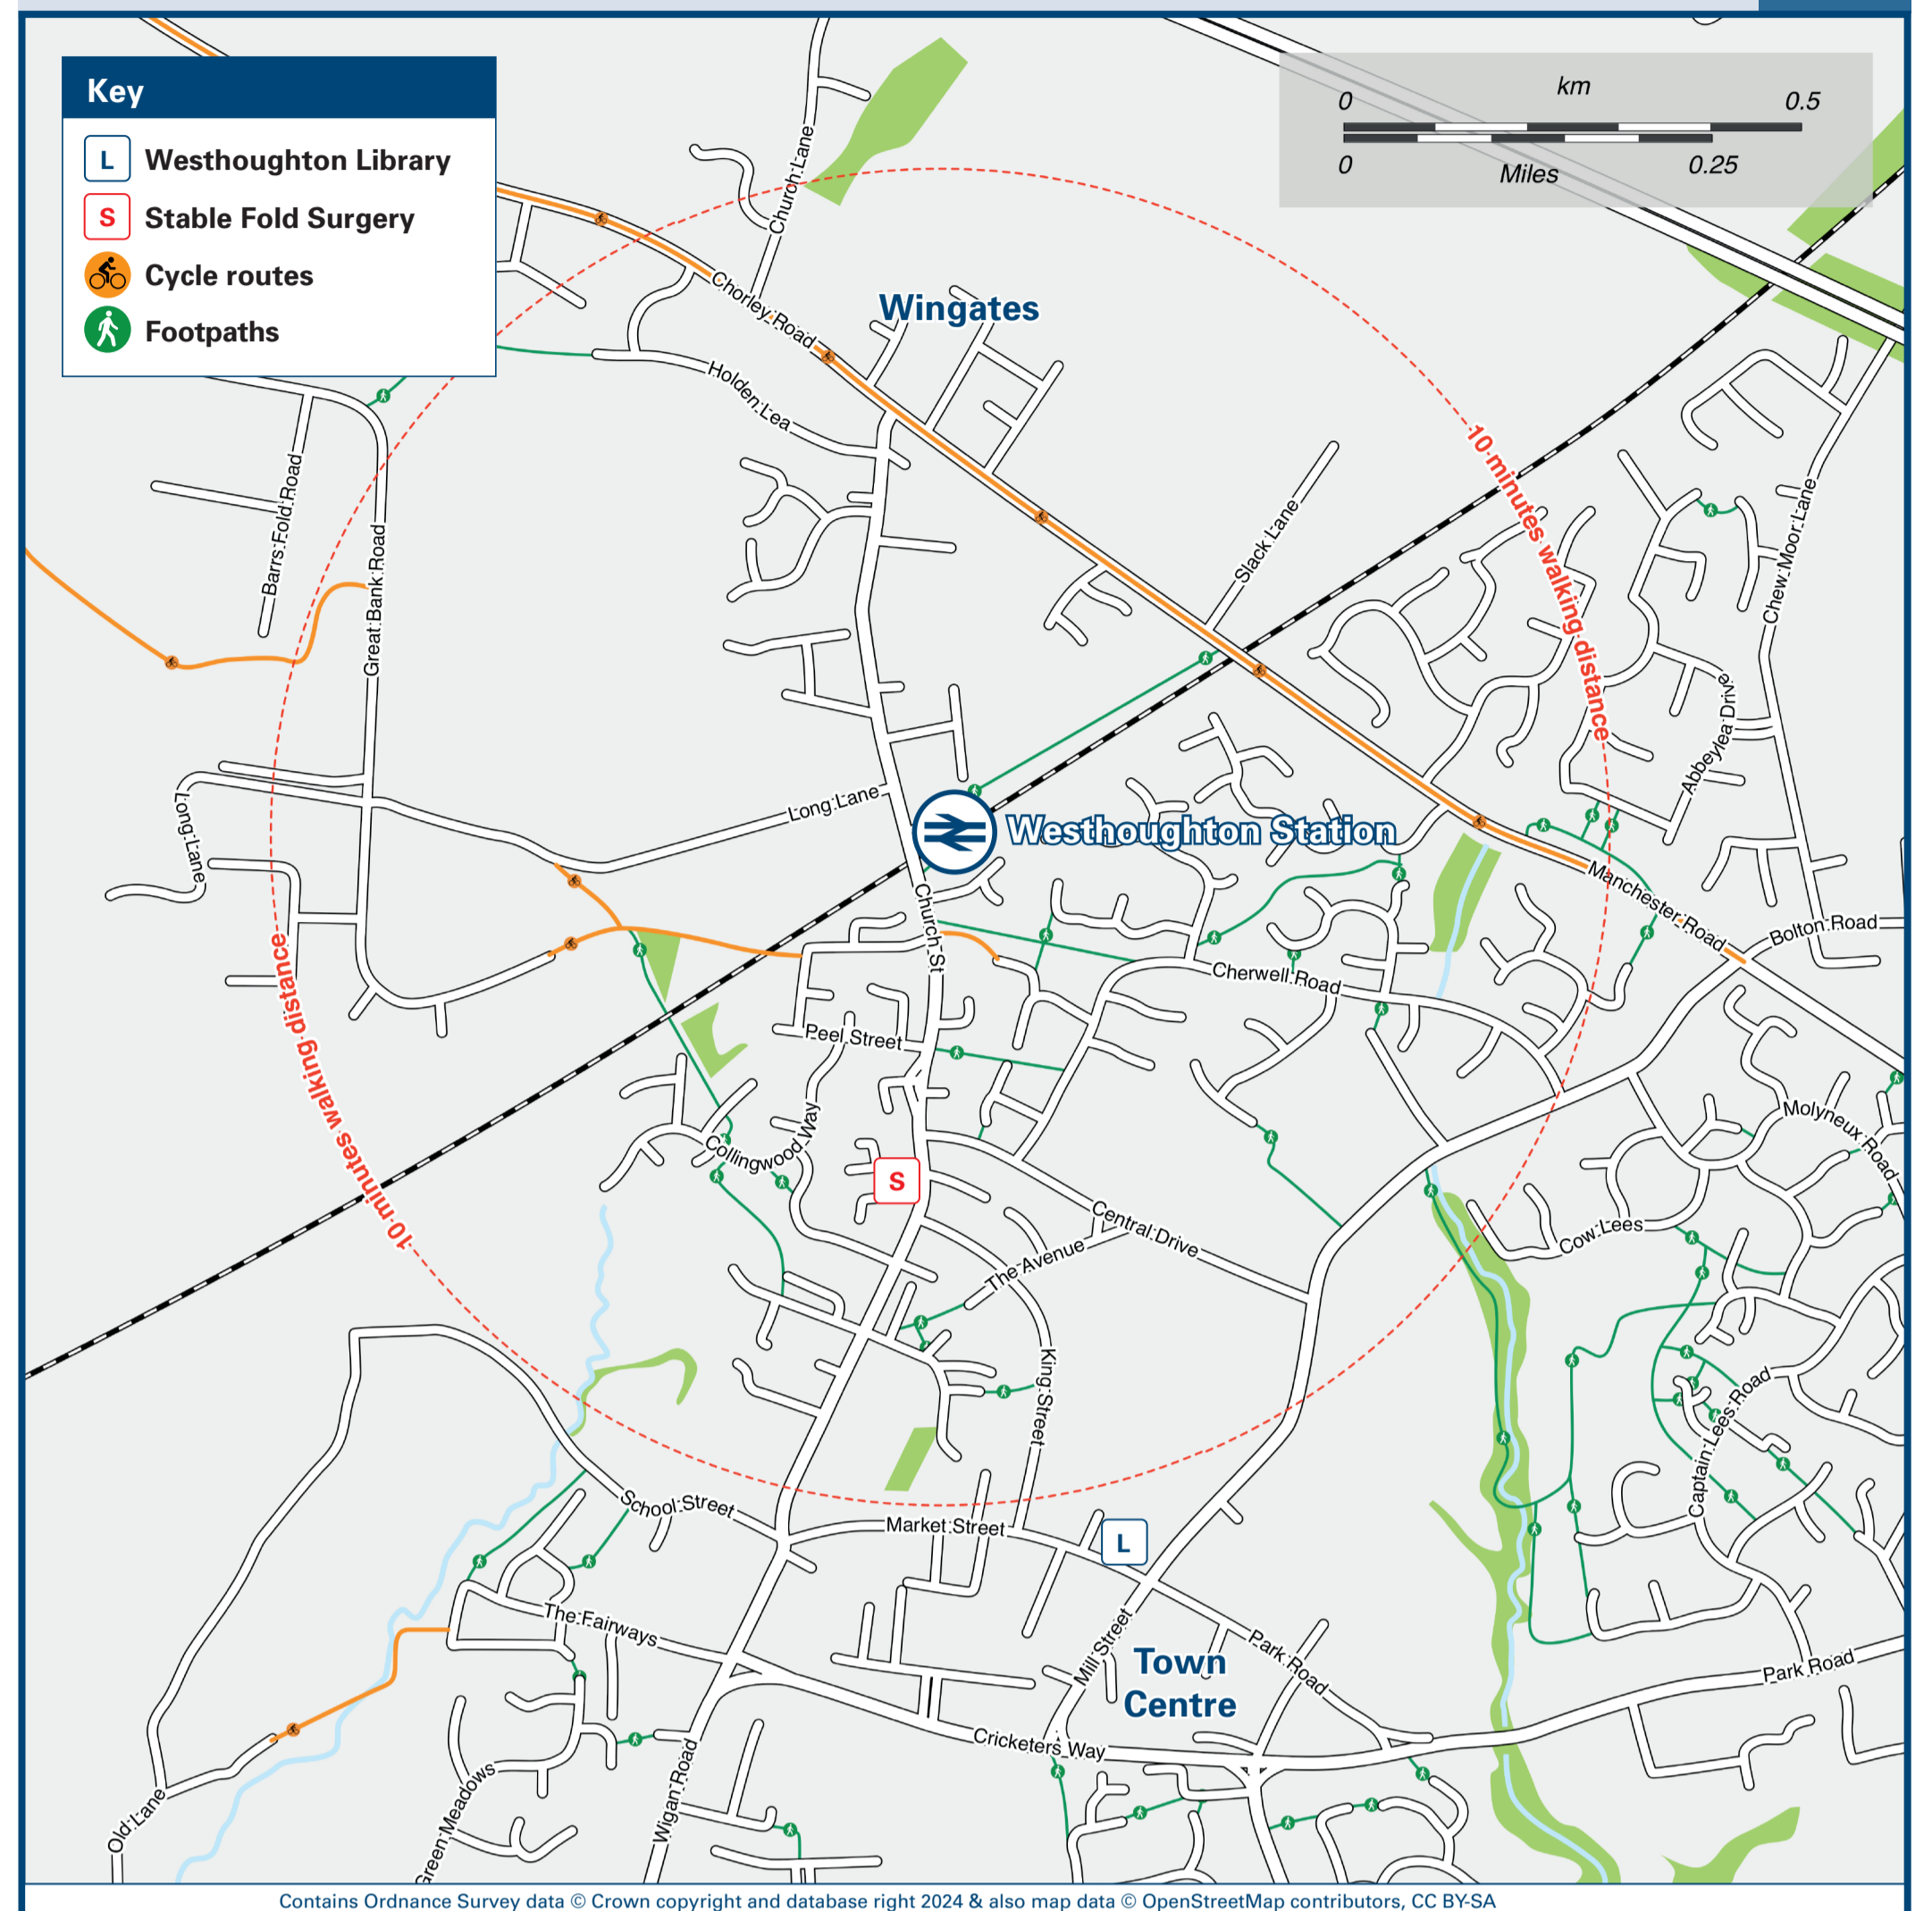 Key
L Westhoughton Library
S Stable Fold Surgery
Cycle routes
Footpaths
km
0 0.5
0 Miles 0.25
Church Lane
Wingates
Chorley Road
Holden Lea
10 minutes walking distance
Barrs Fold Road
Great Bank Road
Slack Lane
Chew Moor Lane
Abbeylea Drive
Long Lane
Long Lane
Westhoughton Station
Manchester Road
Bolton Road
Church St
Cherwell Road
Peel Street
10 minutes walking distance
Collingwood Way
Molyneux Road
S
Central Drive
The Avenue
Cow Lees
King Street
Captain Lees Road
School Street
Market Street
L
The Fairways
Mill Street
Town
Centre
Park Road
Park Road
Cricketers Way
Wigan Road
Green Meadows
Old Lane
Contains Ordnance Survey data © Crown copyright and database right 2024 & also map data © OpenStreetMap contributors, CC BY-SA